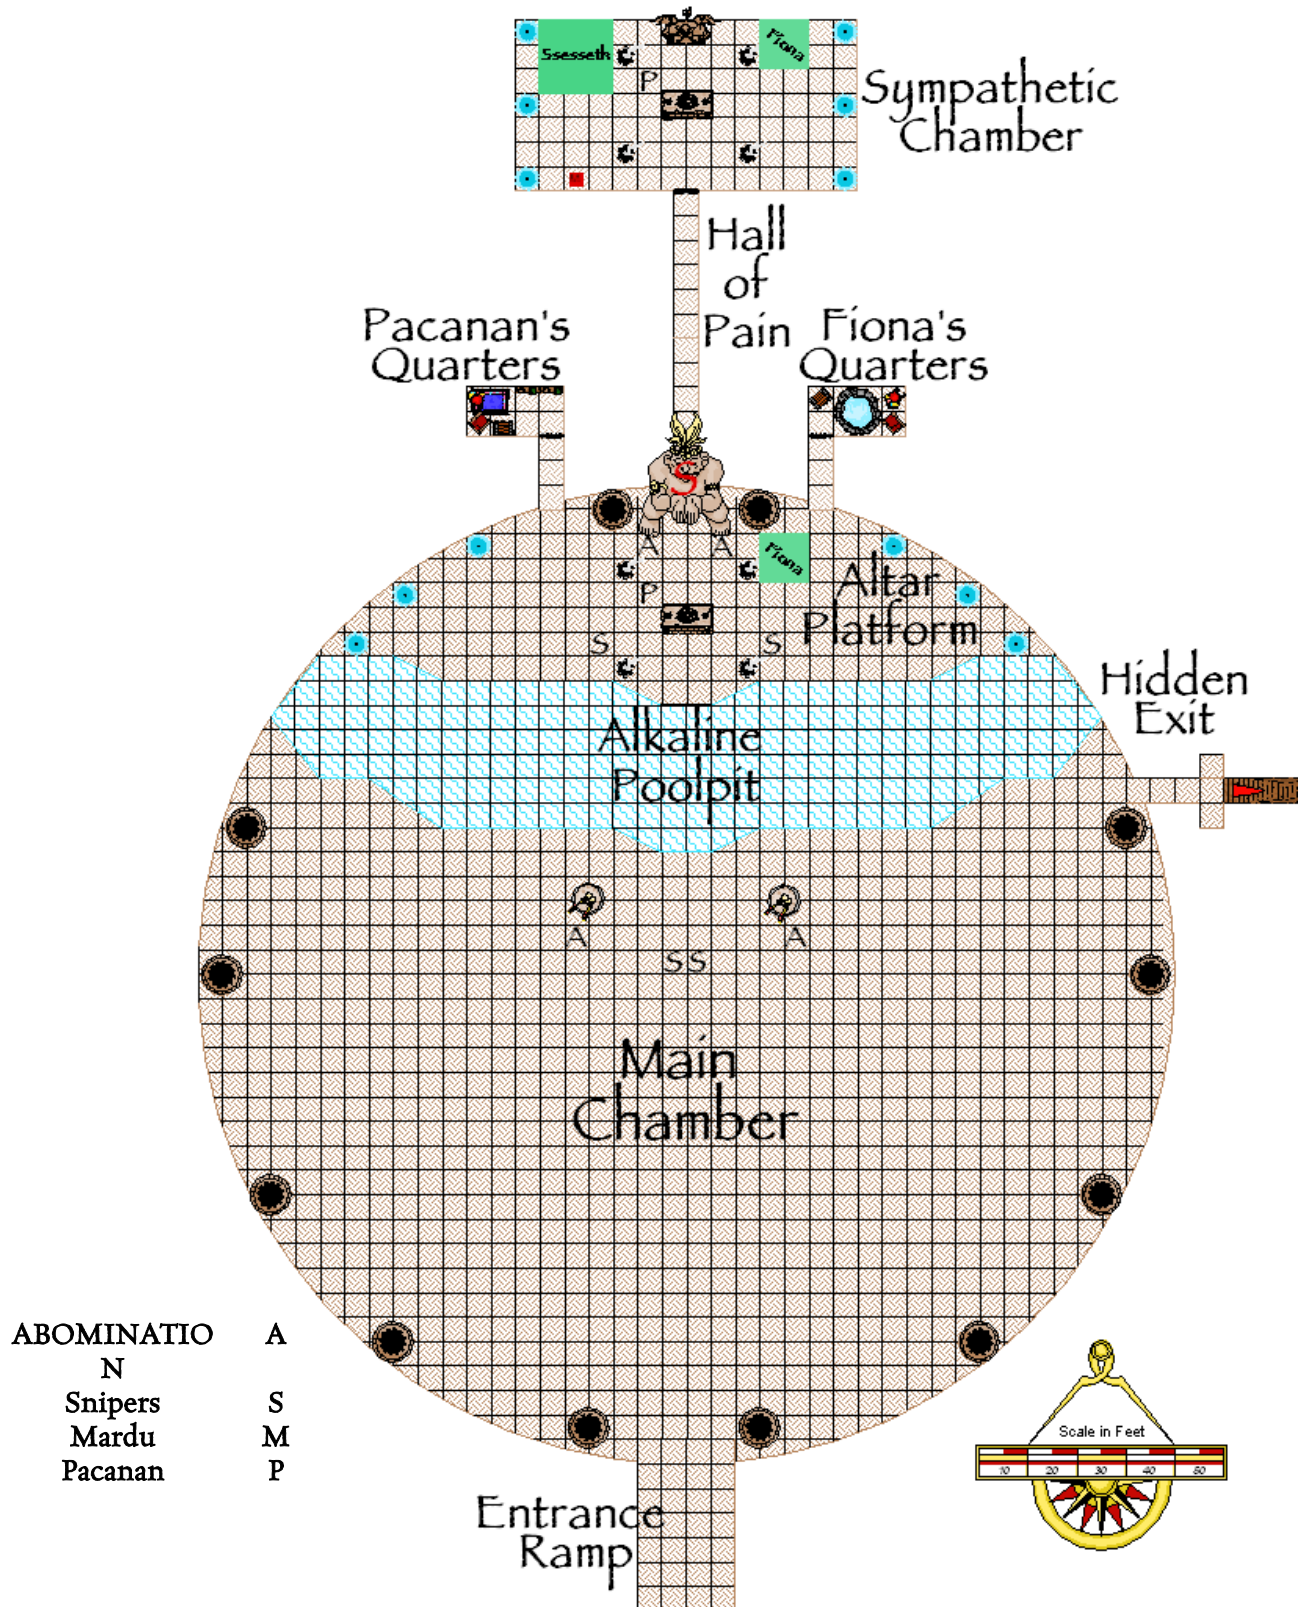 Ssesseth
Fiona
P
Sympathetic
Chamber
Hall
of
Pain
Pacanan's
Quarters
Fiona's
Quarters
S
A A
Fiona
P
Altar
Platform
S S
Hidden
Exit
Alkaline
Poolpit
A A
SS
Main
Chamber
ABOMINATIO A
N
Snipers S
Mardu M
Pacanan P
Scale in Feet
10 20 30 40 50
Entrance
Ramp